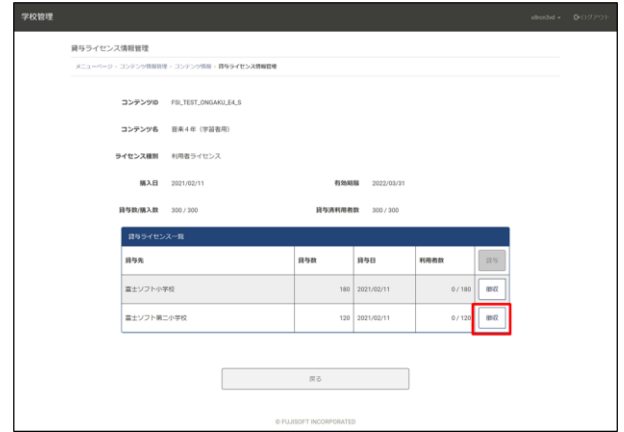 学校管理
ログアウト
貸与ライセンス情報管理
メニューページ > コンテンツ情報管理 > コンテンツ情報 > 貸与ライセンス情報管理
コンテンツID FSI_TEST_ONGAKU_E4_S
コンテンツ名 音楽4年(学習者用)
ライセンス種別 利用者ライセンス
購入日 2021/02/11 有効期限 2022/03/31
貸与数/購入数 300 / 300 貸与済利用者数 300 / 300
貸与ライセンス一覧
貸与先 貸与数 貸与日 利用者数 貸与
富士ソフト小学校 180 2021/02/11 0 / 180 徴収
富士ソフト第二小学校 120 2021/02/11 0 / 120 徴収
戻る
© FUJISOFT INCORPORATED